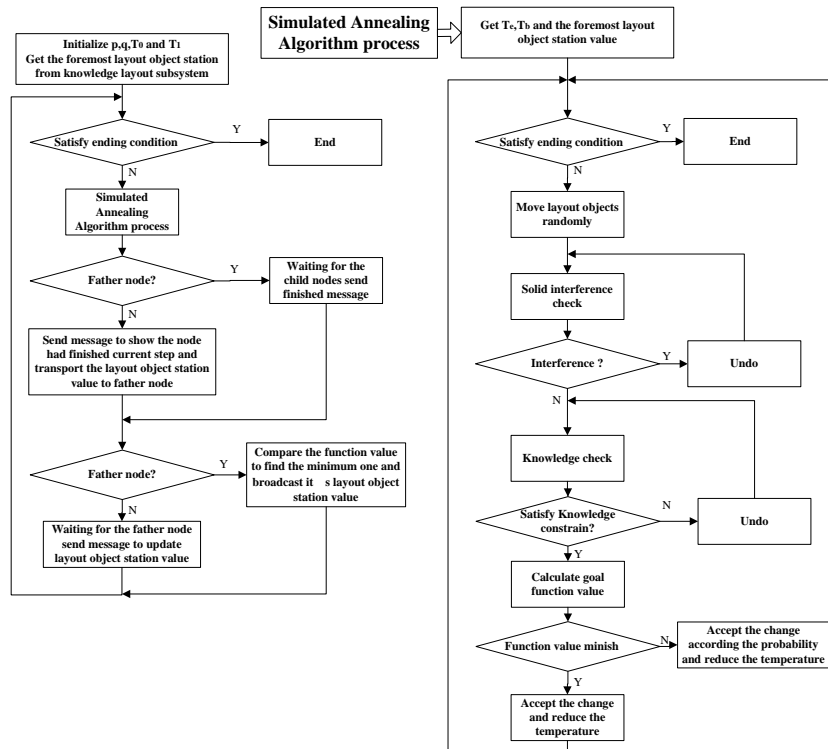 Initialize p,q,T0 and T1
Get the foremost layout object station
from knowledge layout subsystem
Satisfy ending condition
Y
End
N
Simulated
Annealing
Algorithm process
Father node?
Y
Waiting for the
child nodes send
finished message
N
Send message to show the node
had finished current step and
transport the layout object station
value to father node
Father node?
Y
Compare the function value
to find the minimum one and
broadcast it s layout object
station value
N
Waiting for the father node
send message to update
layout object station value
Simulated Annealing
Algorithm process
Get Te,Tb and the foremost layout
object station value
Satisfy ending condition
Y
End
N
Move layout objects
randomly
Solid interference
check
Interference ?
Y
Undo
N
Knowledge check
Satisfy Knowledge
constrain?
N
Undo
Y
Calculate goal
function value
Function value minish
N
Accept the change
according the probability
and reduce the temperature
Y
Accept the change
and reduce the
temperature